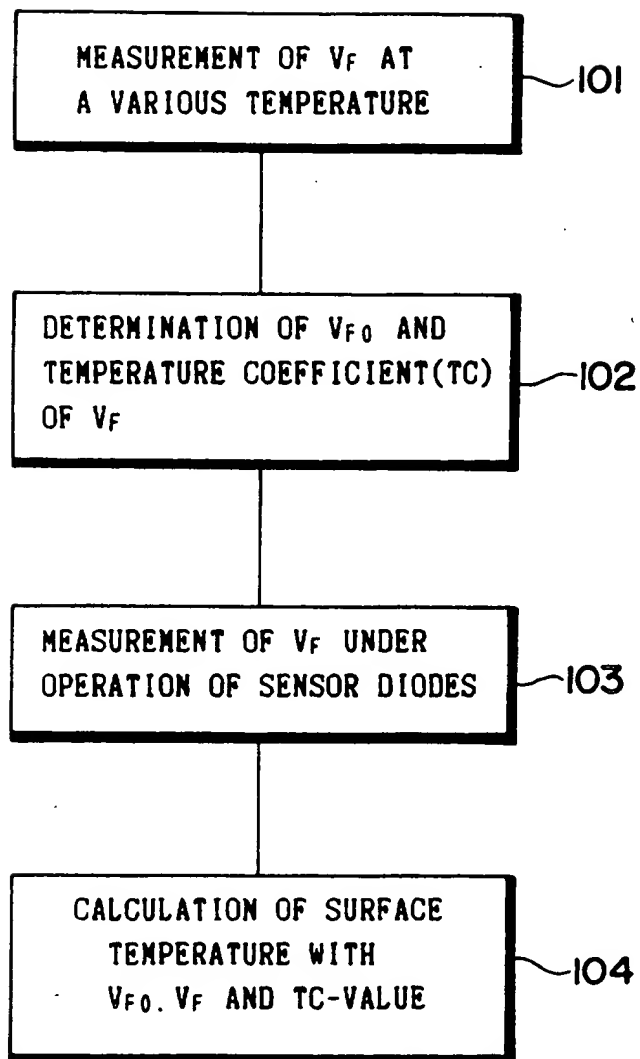 MEASUREMENT OF VF AT
A VARIOUS TEMPERATURE
101
DETERMINATION OF VF0 AND
TEMPERATURE COEFFICIENT(TC)
OF VF
102
MEASUREMENT OF VF UNDER
OPERATION OF SENSOR DIODES
103
CALCULATION OF SURFACE
TEMPERATURE WITH
VF0. VF AND TC-VALUE
104